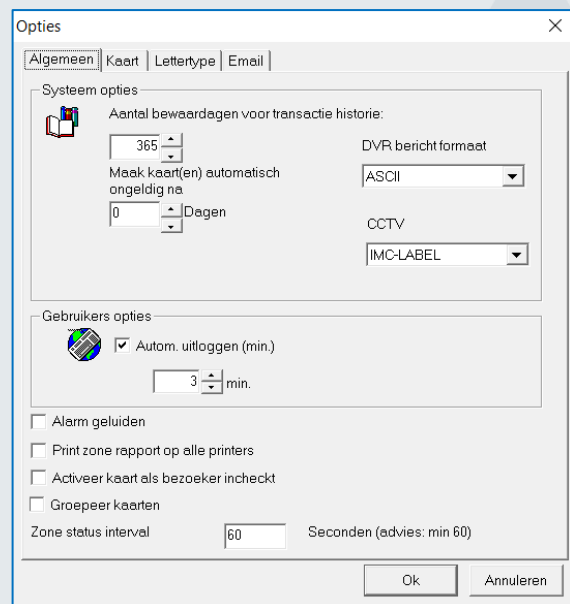 Opties
Algemeen Kaart Lettertype Email
Systeem opties
Aantal bewaardagen voor transactie historie:
365
DVR bericht formaat
Maak kaart(en) automatisch
ongeldig na
ASCII
0 Dagen
CCTV
IMC-LABEL
Gebruikers opties
Autom. uitloggen (min.)
3 min.
Alarm geluiden
Print zone rapport op alle printers
Activeer kaart als bezoeker incheckt
Groepeer kaarten
Zone status interval 60 Seconden (advies: min 60)
Ok Annuleren